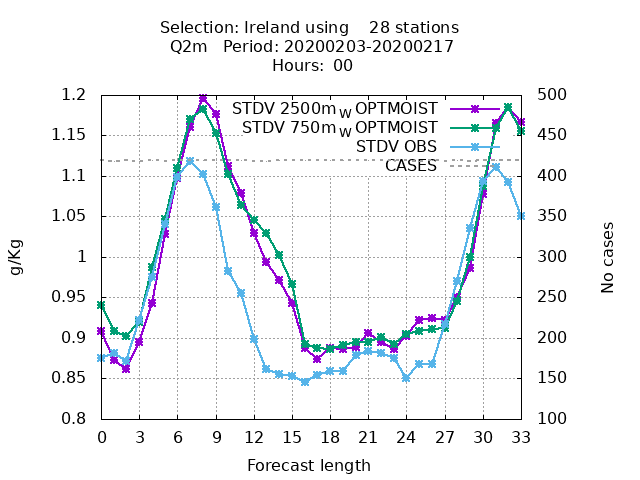 Selection: Ireland using    28 stations
Q2m   Period: 20200203-20200217
Hours:  00
1.2
1.15
1.1
1.05
1
0.95
0.9
0.85
0.8
g/Kg
STDV 2500m_W OPTMOIST
STDV 750m_W OPTMOIST
STDV OBS
CASES
500
450
400
350
300
250
200
150
100
No cases
0 3 6 9 12 15 18 21 24 27 30 33
Forecast length